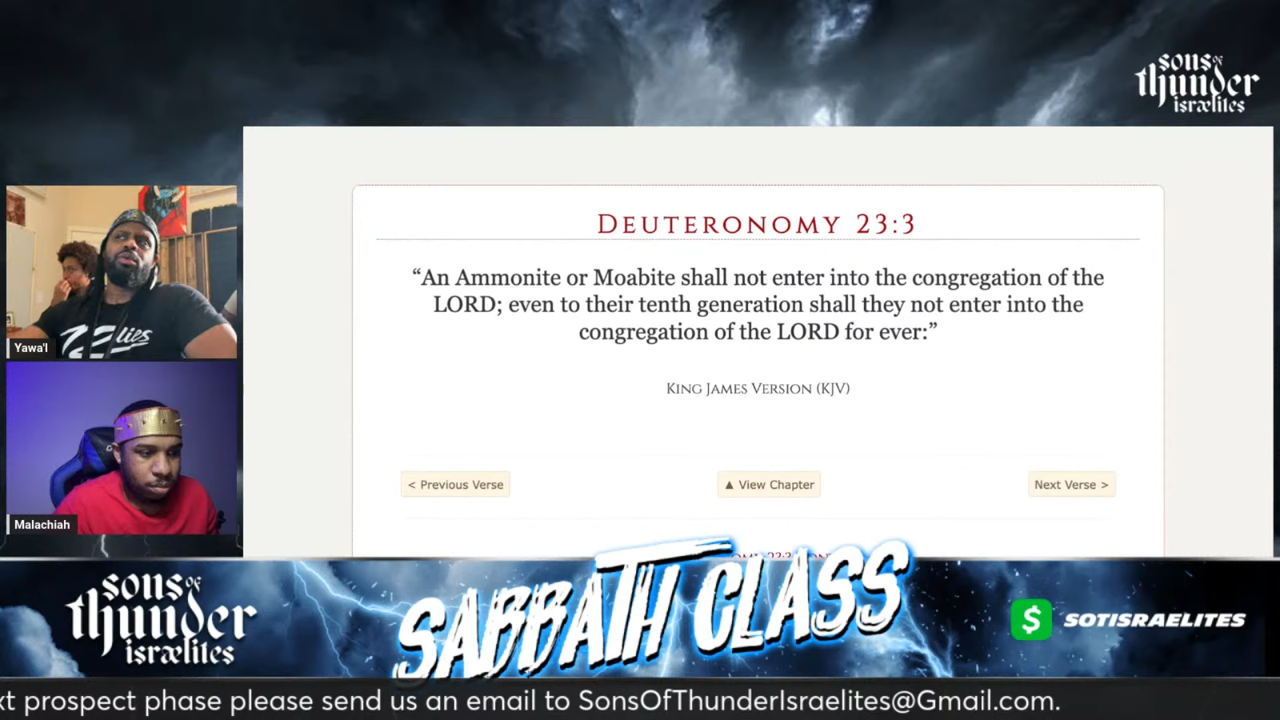 sons of
thunder
israelites
DEUTERONOMY 23:3
“An Ammonite or Moabite shall not enter into the congregation of the
LORD; even to their tenth generation shall they not enter into the
congregation of the LORD for ever:”
KING JAMES VERSION (KJV)
< Previous Verse
▲ View Chapter
Next Verse >
Yawa'l
Malachiah
sons of
thunder
israelites
SABBATH CLASS
$ SOTISRAELITES
prospect phase please send us an email to SonsOfThunderIsraelites@Gmail.com.